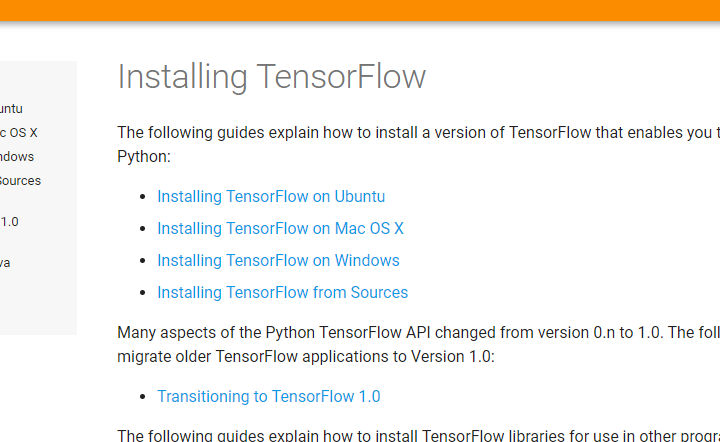 Installing TensorFlow
untu
c OS X
ndows
Sources
1.0
va
The following guides explain how to install a version of TensorFlow that enables you t
Python:
Installing TensorFlow on Ubuntu
Installing TensorFlow on Mac OS X
Installing TensorFlow on Windows
Installing TensorFlow from Sources
Many aspects of the Python TensorFlow API changed from version 0.n to 1.0. The foll
migrate older TensorFlow applications to Version 1.0:
Transitioning to TensorFlow 1.0
The following guides explain how to install TensorFlow libraries for use in other progra